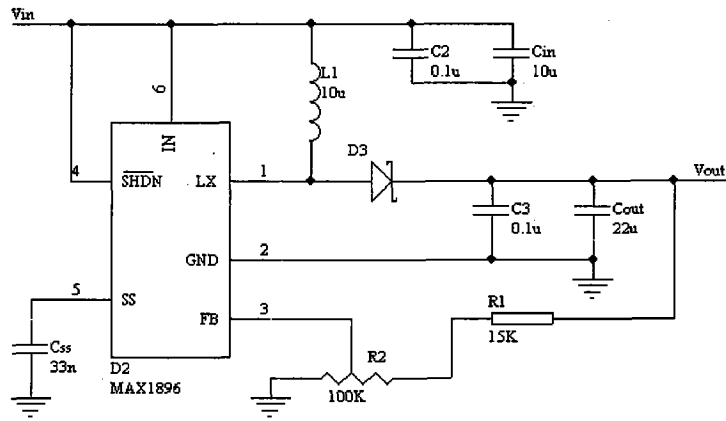 Vin
C2
0.1u
Cin
10u
L1
10u
6
IN
D3
4
SHDN
LX
1
Vout
C3
0.1u
Cout
22u
GND
2
5
SS
FB
3
R1
15K
Css
33n
D2
MAX1896
R2
100K